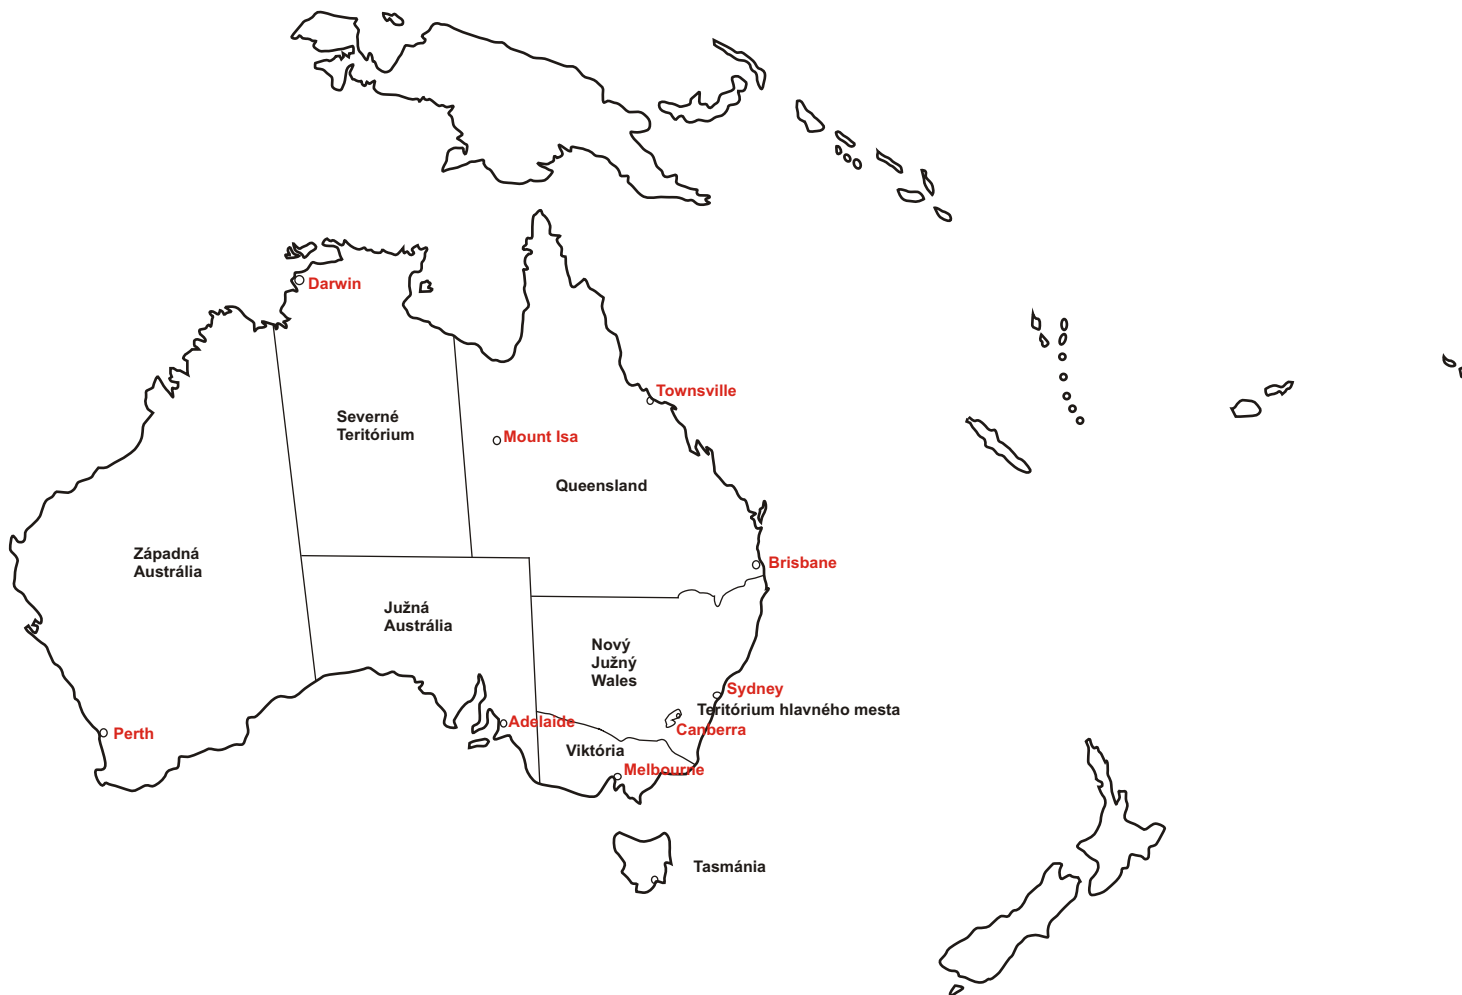 Darwin
Townsville
Severné
Teritórium
Mount Isa
Queensland
Západná
Austrália
Brisbane
Južná
Austrália
Nový
Južný
Wales
Sydney
Teritórium hlavného mesta
Adelaide
Canberra
Perth
Viktória
Melbourne
Tasmánia